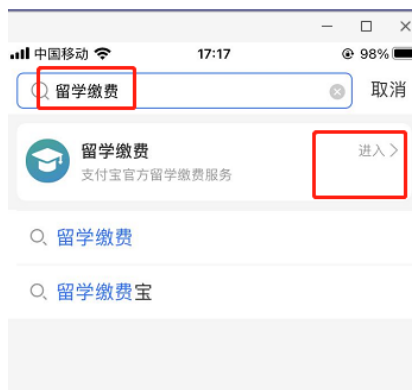 中国移动 17:17 98%
留学缴费 取消
留学缴费 进入
支付宝官方留学缴费服务
留学缴费
留学缴费宝